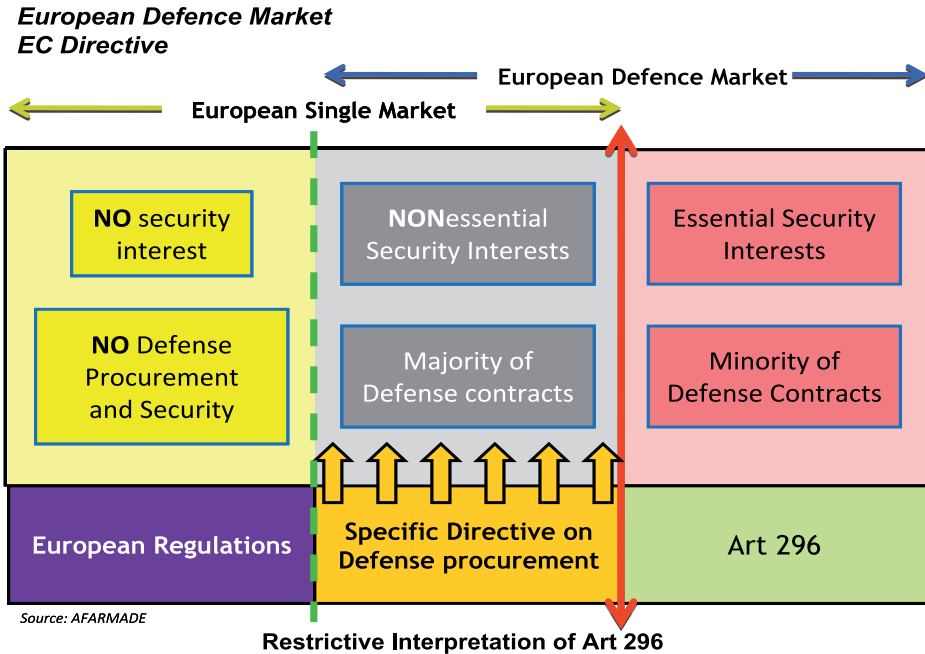 European Defence Market
EC Directive
European Defence Market
European Single Market
NO security
interest
NO Defense
Procurement
and Security
NONessential
Security Interests
Majority of
Defense contracts
Essential Security
Interests
Minority of
Defense Contracts
European Regulations
Specific Directive on
Defense procurement
Art 296
Source: AFARMADE
Restrictive Interpretation of Art 296